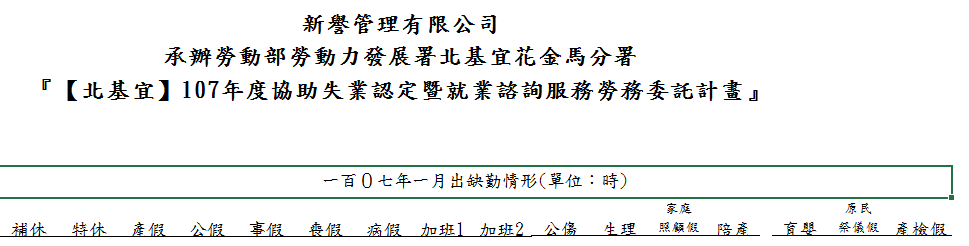 新譽管理有限公司
承辦勞動部勞動力發展署北基宜花金馬分署
『【北基宜】107年度協助失業認定暨就業諮詢服務勞務委託計畫』
一百０七年一月出缺勤情形(單位：時)
補休 特休 產假 公假 事假 喪假 病假 加班1 加班2 公傷 生理 家庭照顧假 陪產 育嬰 原民祭儀假 產檢假